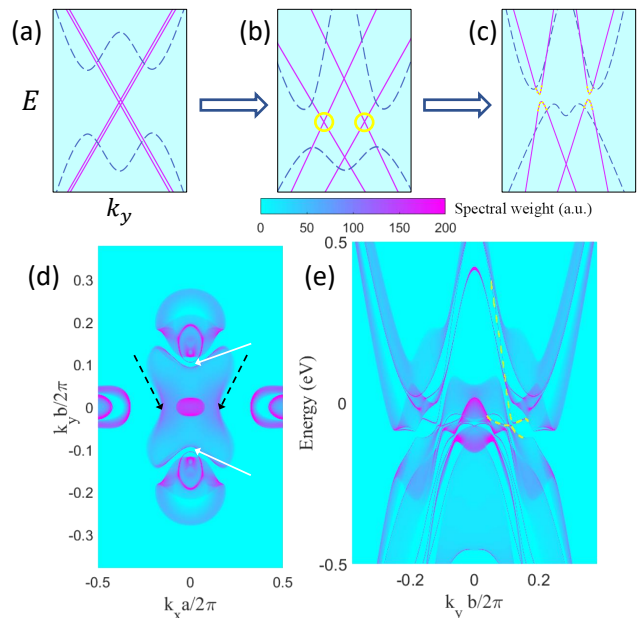 (a)
(b)
(c)
E
k_y
Spectral weight (a.u.)
0 50 100 150 200
(d)
k_y b/2π
0.3
0.2
0.1
0
-0.1
-0.2
-0.3
-0.5 0 0.5
k_x a/2π
(e)
Energy (eV)
0.5
0
-0.5
-0.2 0 0.2
k_y b/2π